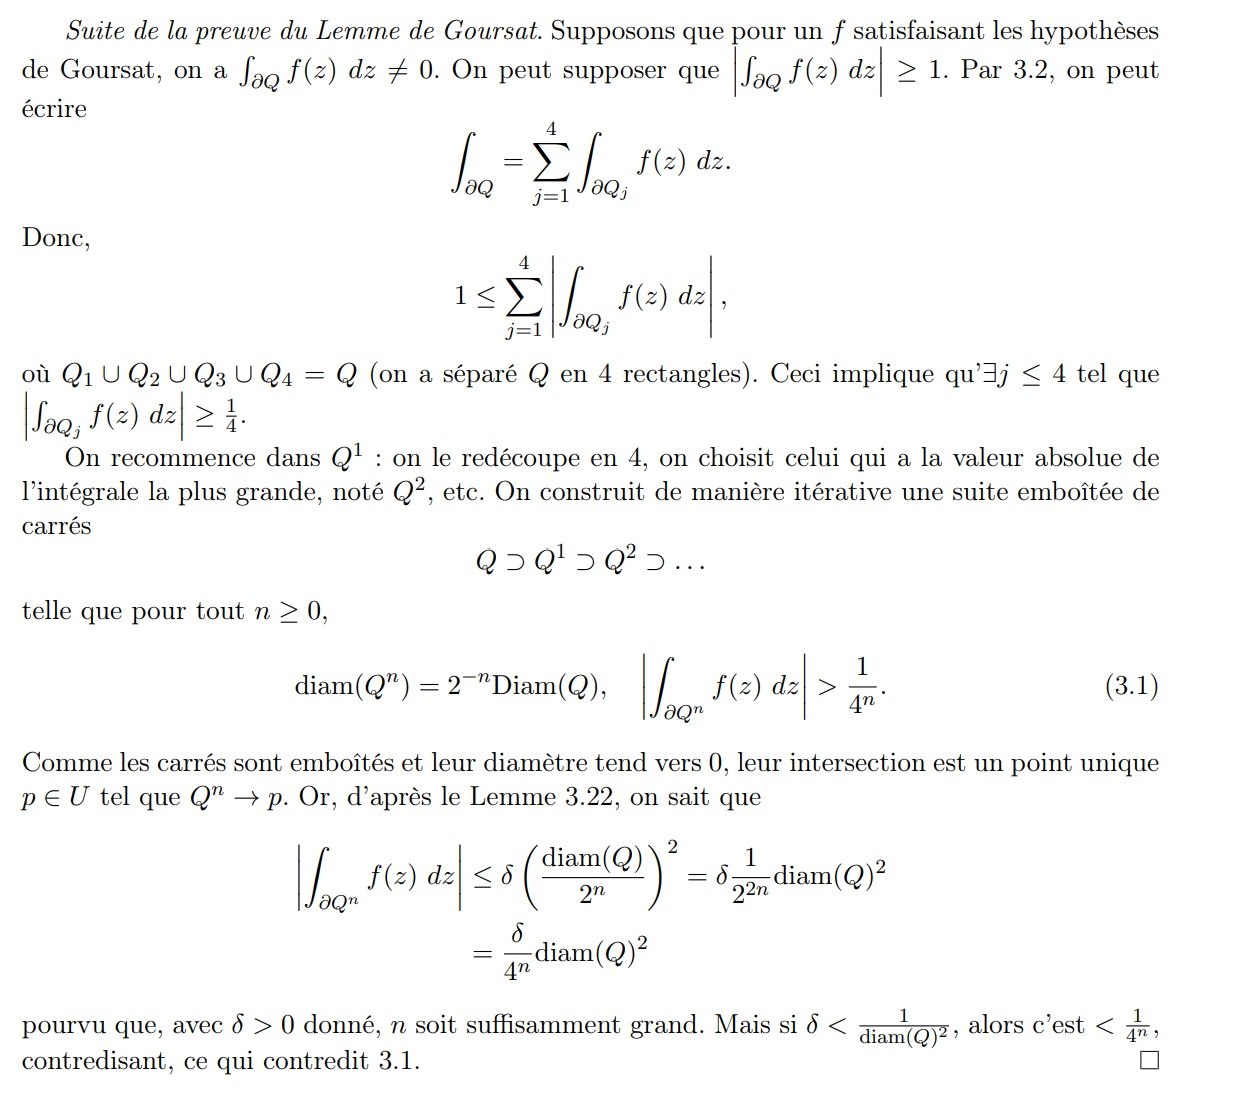 Suite de la preuve du Lemme de Goursat. Supposons que pour un f satisfaisant les hypothèses
de Goursat, on a ∫_{∂Q} f(z) dz ≠ 0. On peut supposer que |∫_{∂Q} f(z) dz| ≥ 1. Par 3.2, on peut
écrire
∫_{∂Q} = ∑_{j=1}^{4} ∫_{∂Q_j} f(z) dz.
Donc,
1 ≤ ∑_{j=1}^{4} |∫_{∂Q_j} f(z) dz|,
où Q_1 ∪ Q_2 ∪ Q_3 ∪ Q_4 = Q (on a séparé Q en 4 rectangles). Ceci implique qu'∃j ≤ 4 tel que
|∫_{∂Q_j} f(z) dz| ≥ 1/4.
On recommence dans Q^1 : on le redécoupe en 4, on choisit celui qui a la valeur absolue de
l'intégrale la plus grande, noté Q^2, etc. On construit de manière itérative une suite emboîtée de
carrés
Q ⊃ Q^1 ⊃ Q^2 ⊃ …
telle que pour tout n ≥ 0,
diam(Q^n) = 2^{-n}Diam(Q), |∫_{∂Q^n} f(z) dz| > 1/4^n. (3.1)
Comme les carrés sont emboîtés et leur diamètre tend vers 0, leur intersection est un point unique
p ∈ U tel que Q^n → p. Or, d'après le Lemme 3.22, on sait que
|∫_{∂Q^n} f(z) dz| ≤ δ (diam(Q)/2^n)^2 = δ 1/2^{2n} diam(Q)^2
= δ/4^n diam(Q)^2
pourvu que, avec δ > 0 donné, n soit suffisamment grand. Mais si δ < 1/diam(Q)^2, alors c'est < 1/4^n,
contredisant, ce qui contredit 3.1. □